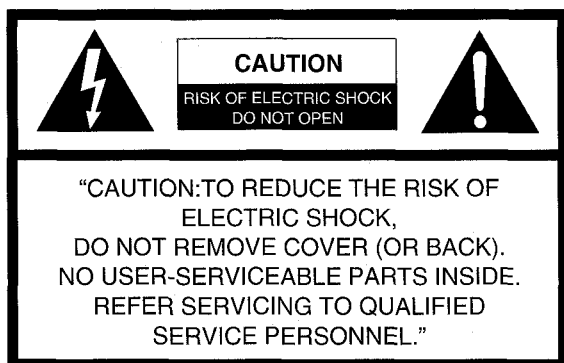 CAUTION
RISK OF ELECTRIC SHOCK
DO NOT OPEN
“CAUTION:TO REDUCE THE RISK OF
ELECTRIC SHOCK,
DO NOT REMOVE COVER (OR BACK).
NO USER-SERVICEABLE PARTS INSIDE.
REFER SERVICING TO QUALIFIED
SERVICE PERSONNEL.”